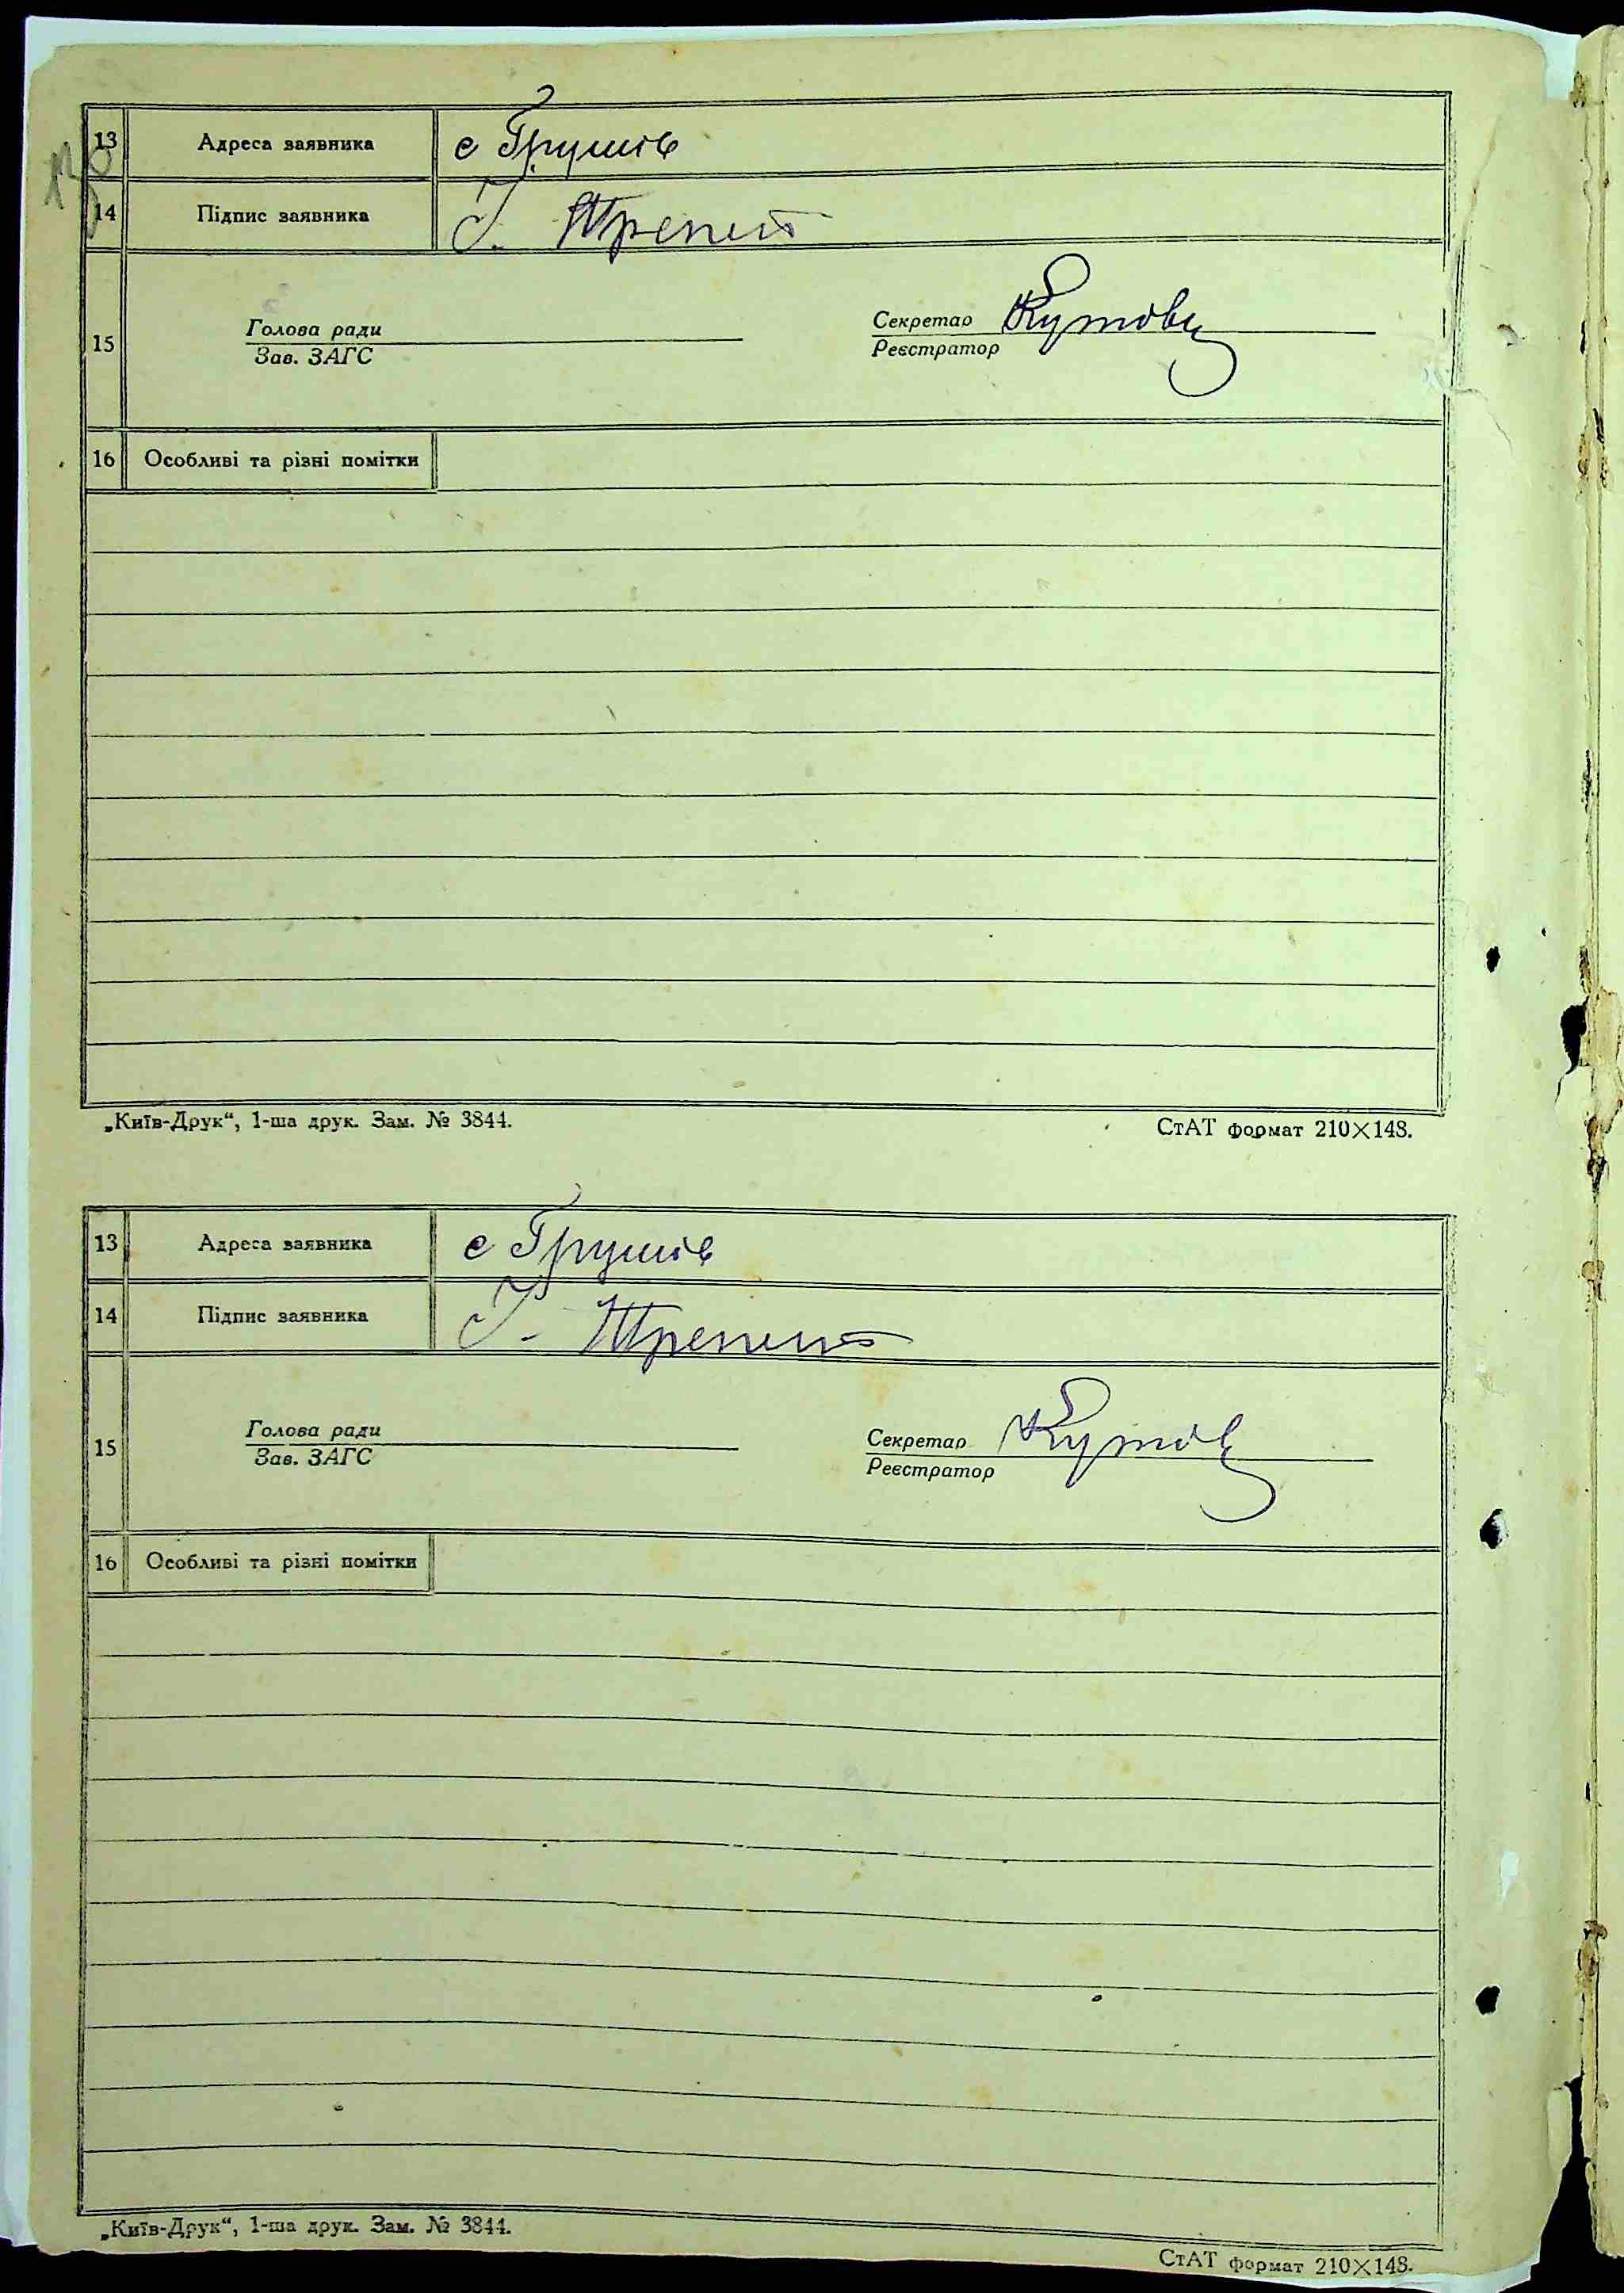 13 Адреса заявника с Грушів
14 Підпис заявника Трепет
15 Голова ради Секретар Кутов
Зав. ЗАГС Реєстратор
16 Особливі та різні помітки
„Київ-Друк“, 1-ша друк. Зам. № 3844. СтАТ формат 210×148.
13 Адреса заявника с Грушів
14 Підпис заявника
15 Голова ради Секретар Кутов
Зав. ЗАГС Реєстратор
16 Особливі та різні помітки
„Київ-Друк“, 1-ша друк. Зам. № 3844.
СтАТ формат 210×148.